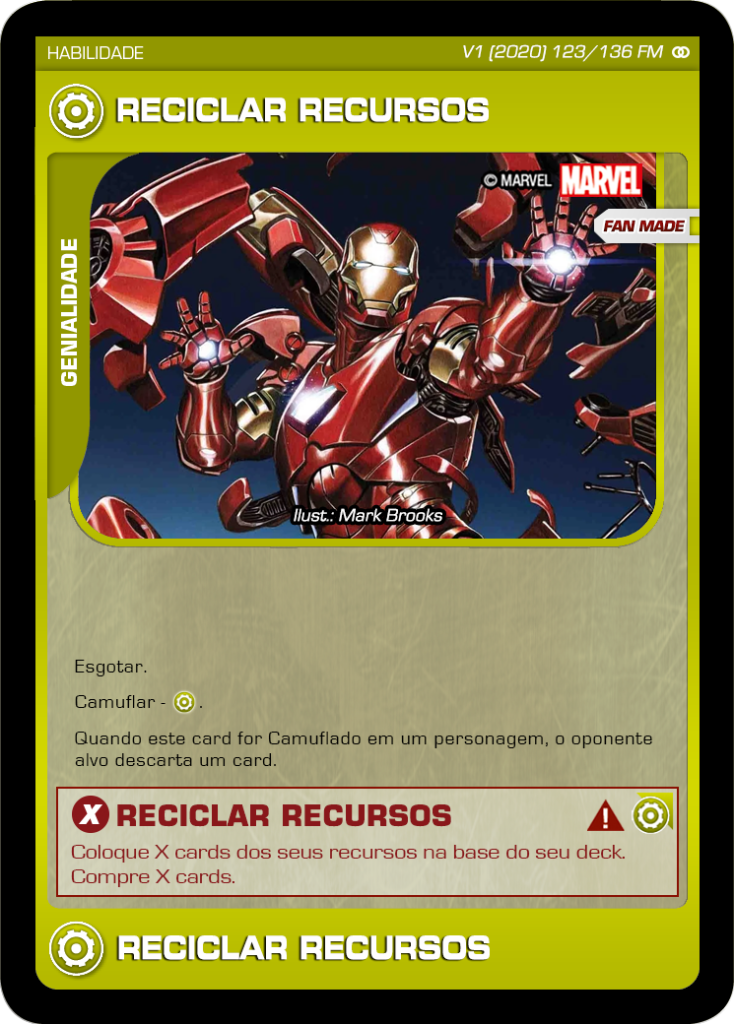 HABILIDADE
V1 (2020) 123/136 FM
RECICLAR RECURSOS
© MARVEL MARVEL
FAN MADE
GENIALIDADE
Ilust.: Mark Brooks
Esgotar.
Camuflar - .
Quando este card for Camuflado em um personagem, o oponente
alvo descarta um card.
X RECICLAR RECURSOS
Coloque X cards dos seus recursos na base do seu deck.
Compre X cards.
RECICLAR RECURSOS